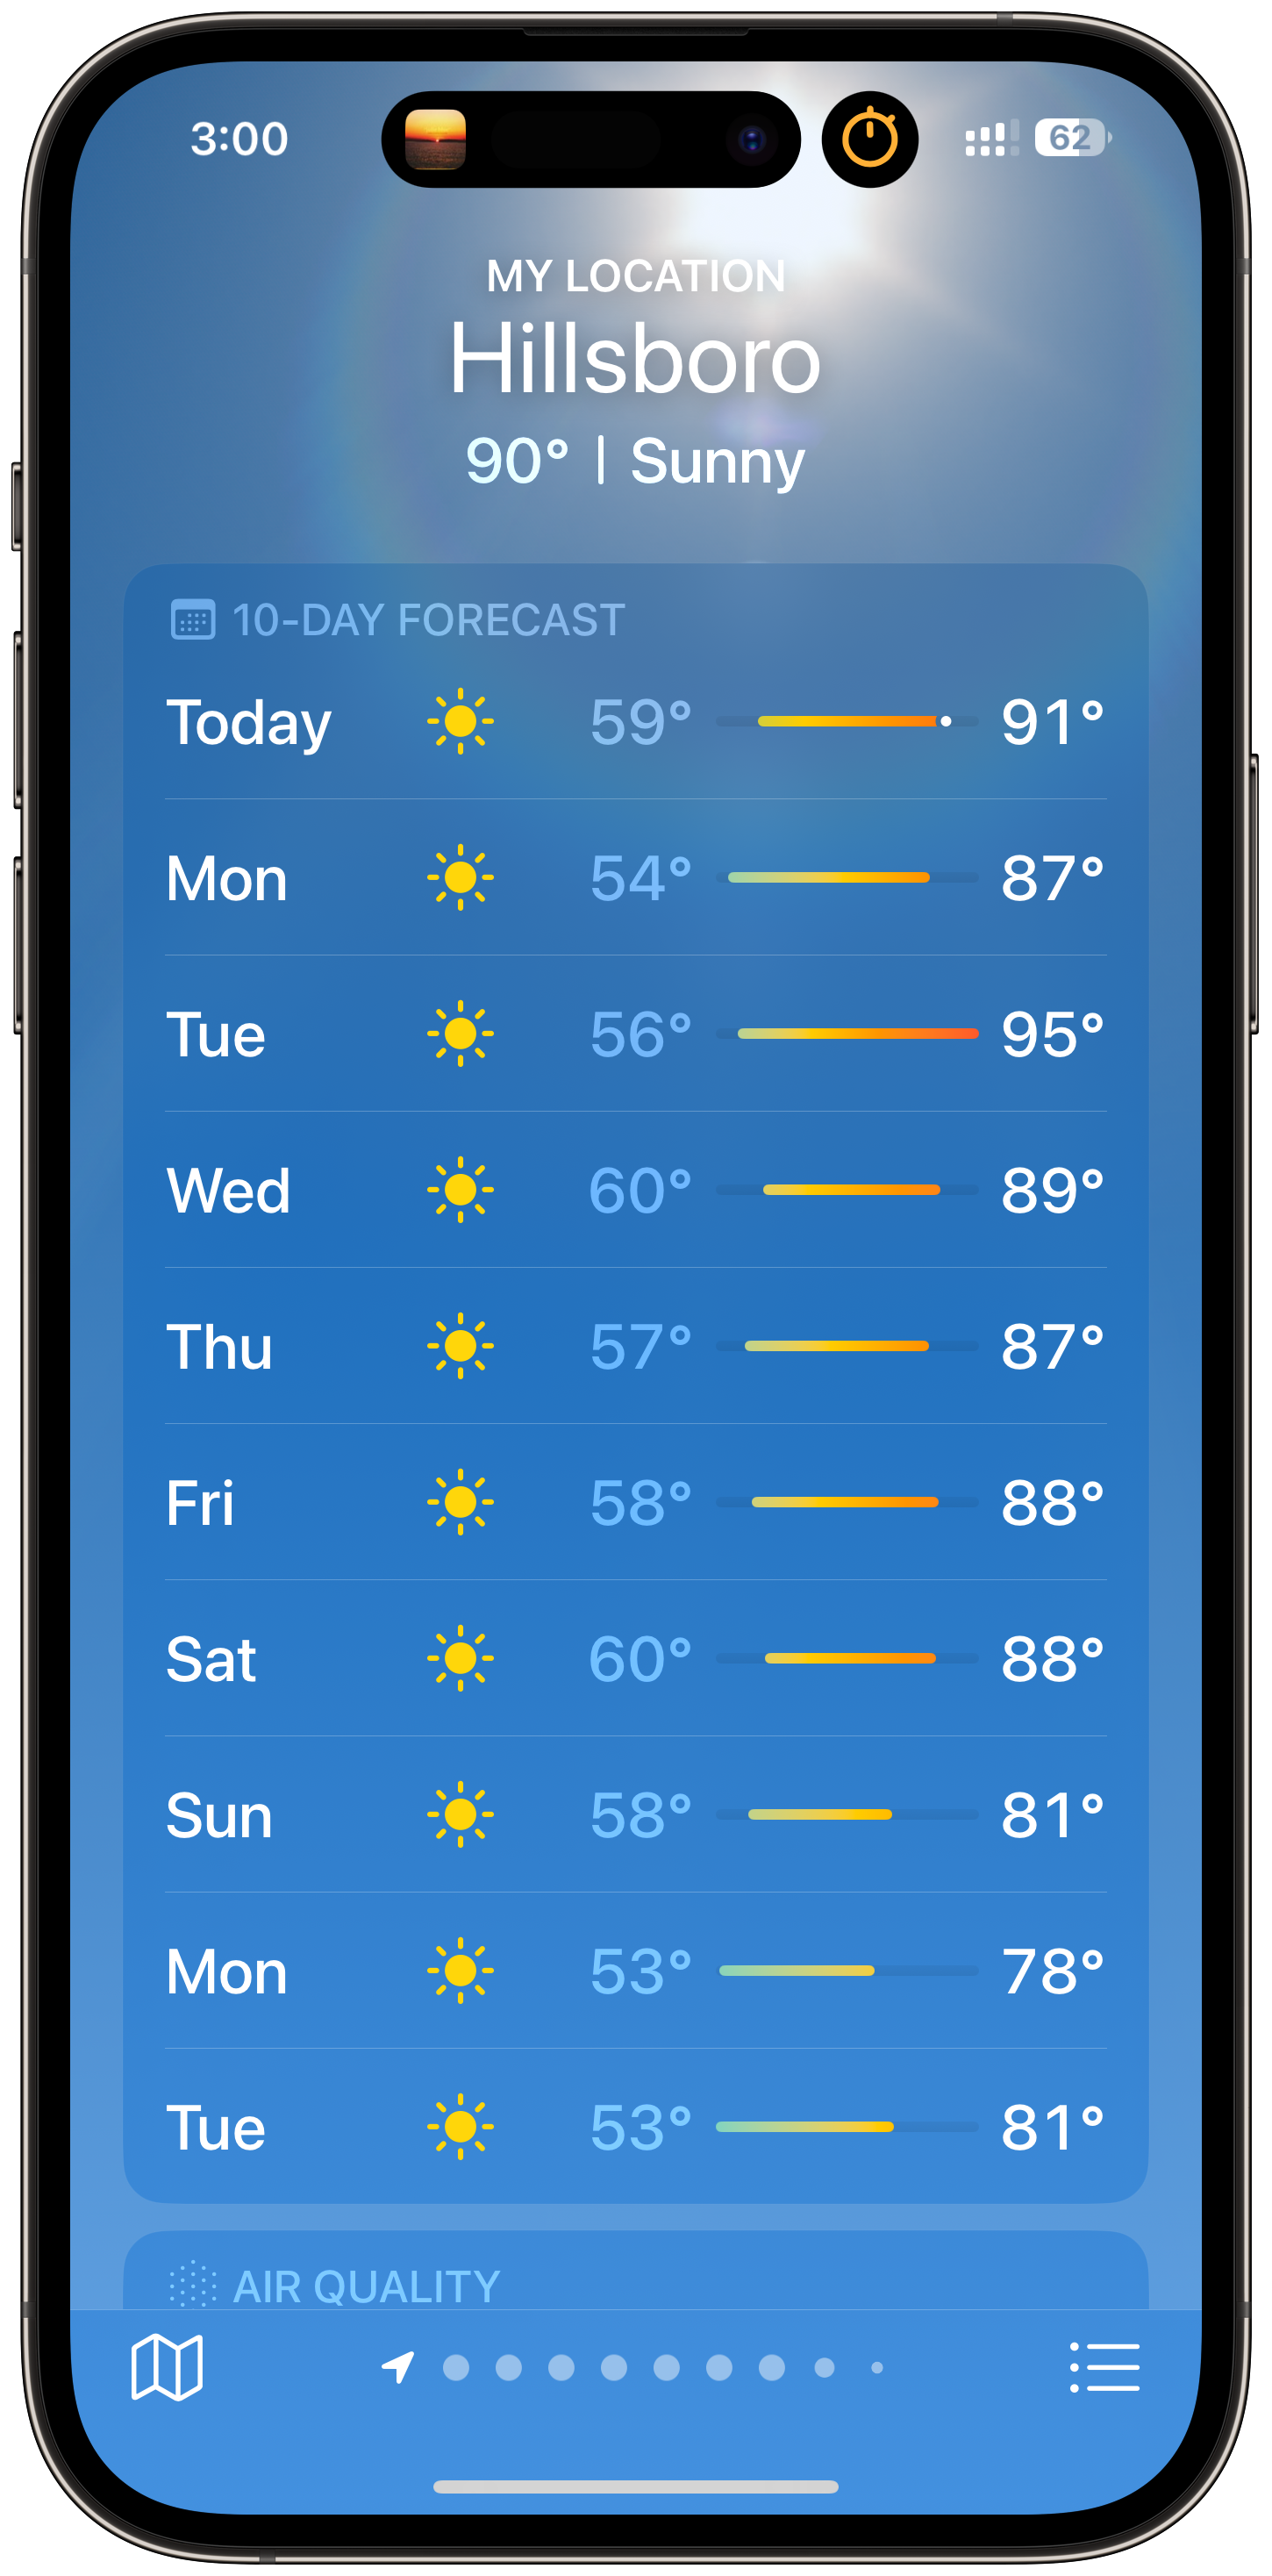 3:00 62
MY LOCATION
Hillsboro
90° | Sunny
10-DAY FORECAST
Today 59° 91°
Mon 54° 87°
Tue 56° 95°
Wed 60° 89°
Thu 57° 87°
Fri 58° 88°
Sat 60° 88°
Sun 58° 81°
Mon 53° 78°
Tue 53° 81°
AIR QUALITY